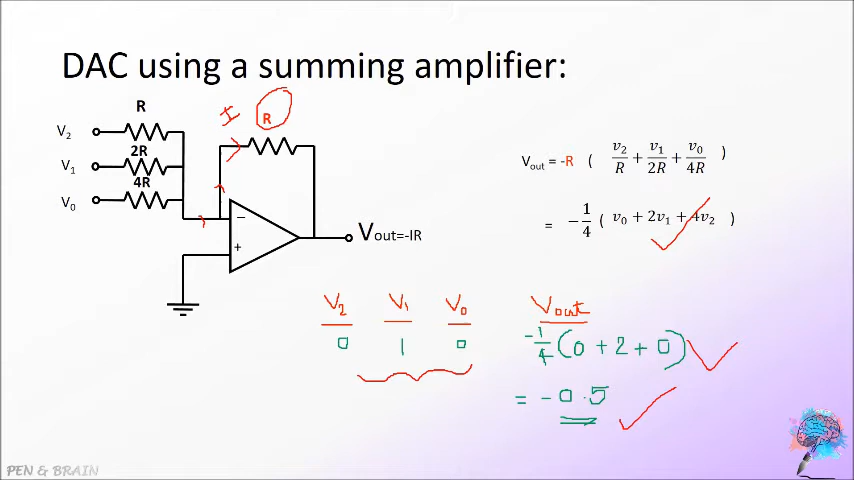 DAC using a summing amplifier:
R
I R
V₂
2R
V₁
4R
V₀
−
+
Vout=-IR
Vout = -R ( v₂/R + v₁/2R + v₀/4R )
= −1/4 ( v₀ + 2v₁ + 4v₂ )
V₂ V₁ V₀ Vout
0 1 0 -1/4 (0 + 2 + 0)
= -0.5
PEN & BRAIN